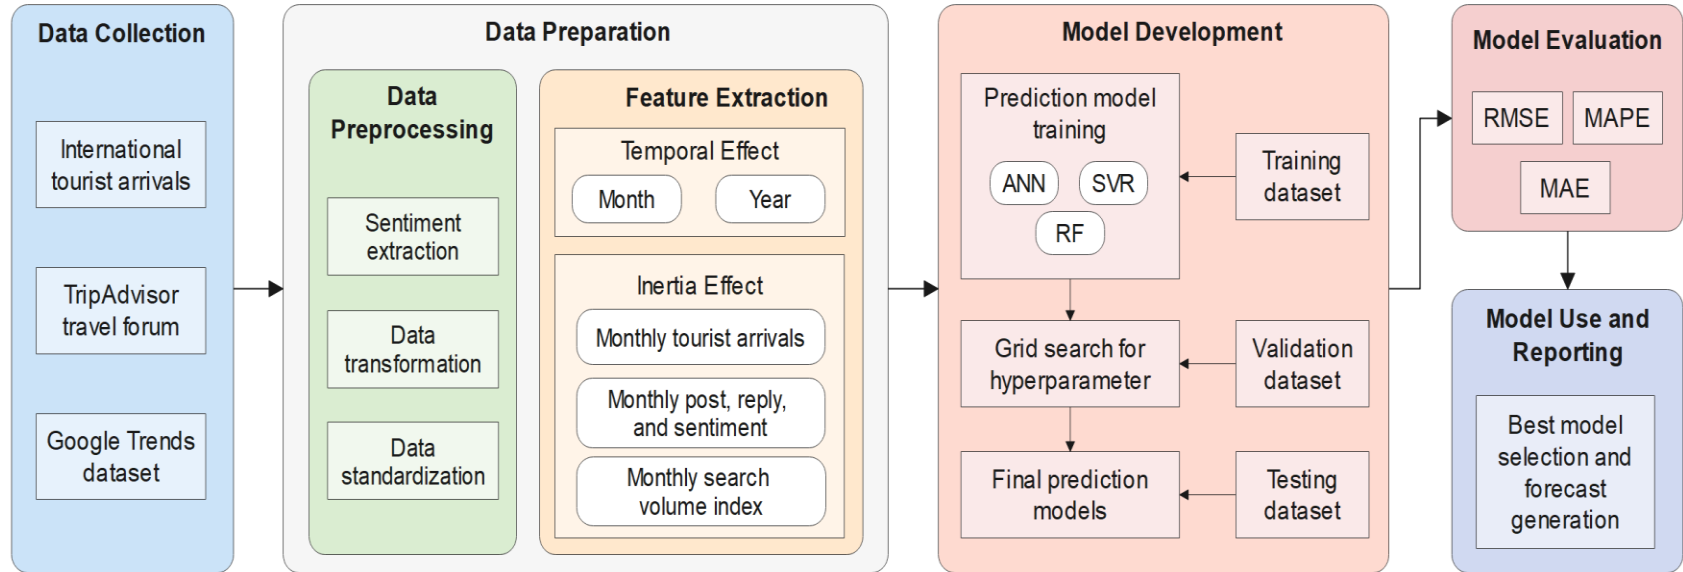 Data Collection
International
tourist arrivals
TripAdvisor
travel forum
Google Trends
dataset
Data Preparation
Data
Preprocessing
Sentiment
extraction
Data
transformation
Data
standardization
Feature Extraction
Temporal Effect
Month
Year
Inertia Effect
Monthly tourist arrivals
Monthly post, reply,
and sentiment
Monthly search
volume index
Model Development
Prediction model
training
ANN
SVR
RF
Training
dataset
Grid search for
hyperparameter
Validation
dataset
Final prediction
models
Testing
dataset
Model Evaluation
RMSE
MAPE
MAE
Model Use and
Reporting
Best model
selection and
forecast
generation